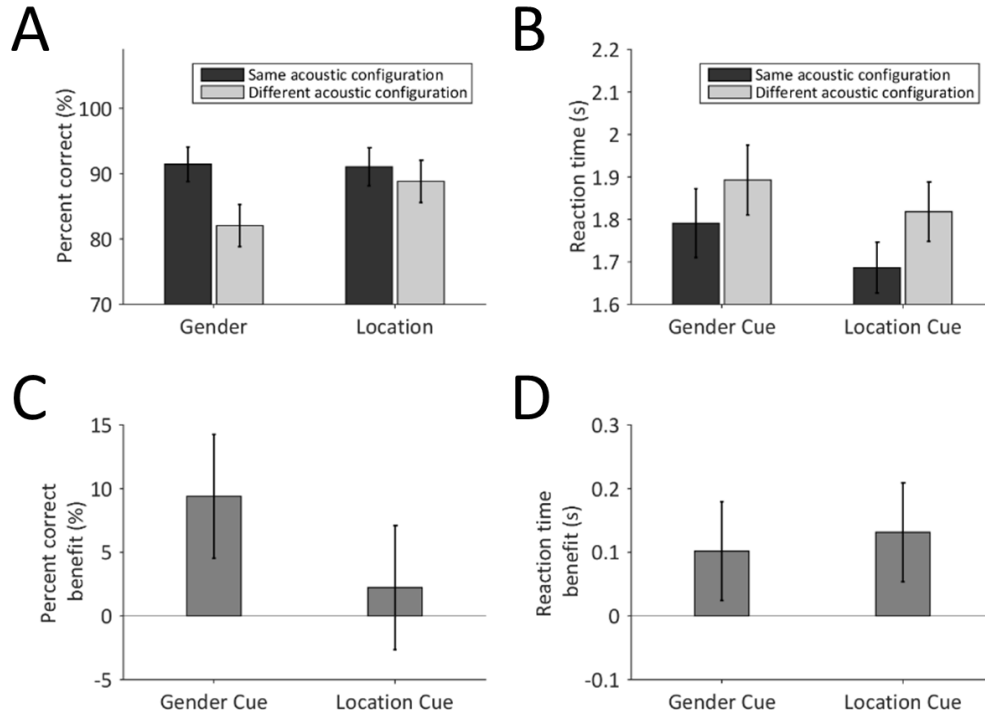 A
Percent correct (%)
100
90
80
70
Same acoustic configuration
Different acoustic configuration
Gender
Location
B
Reaction time (s)
2.2
2.1
2
1.9
1.8
1.7
1.6
Same acoustic configuration
Different acoustic configuration
Gender Cue
Location Cue
C
Percent correct
benefit (%)
15
10
5
0
-5
Gender Cue
Location Cue
D
Reaction time
benefit (s)
0.3
0.2
0.1
0
-0.1
Gender Cue
Location Cue